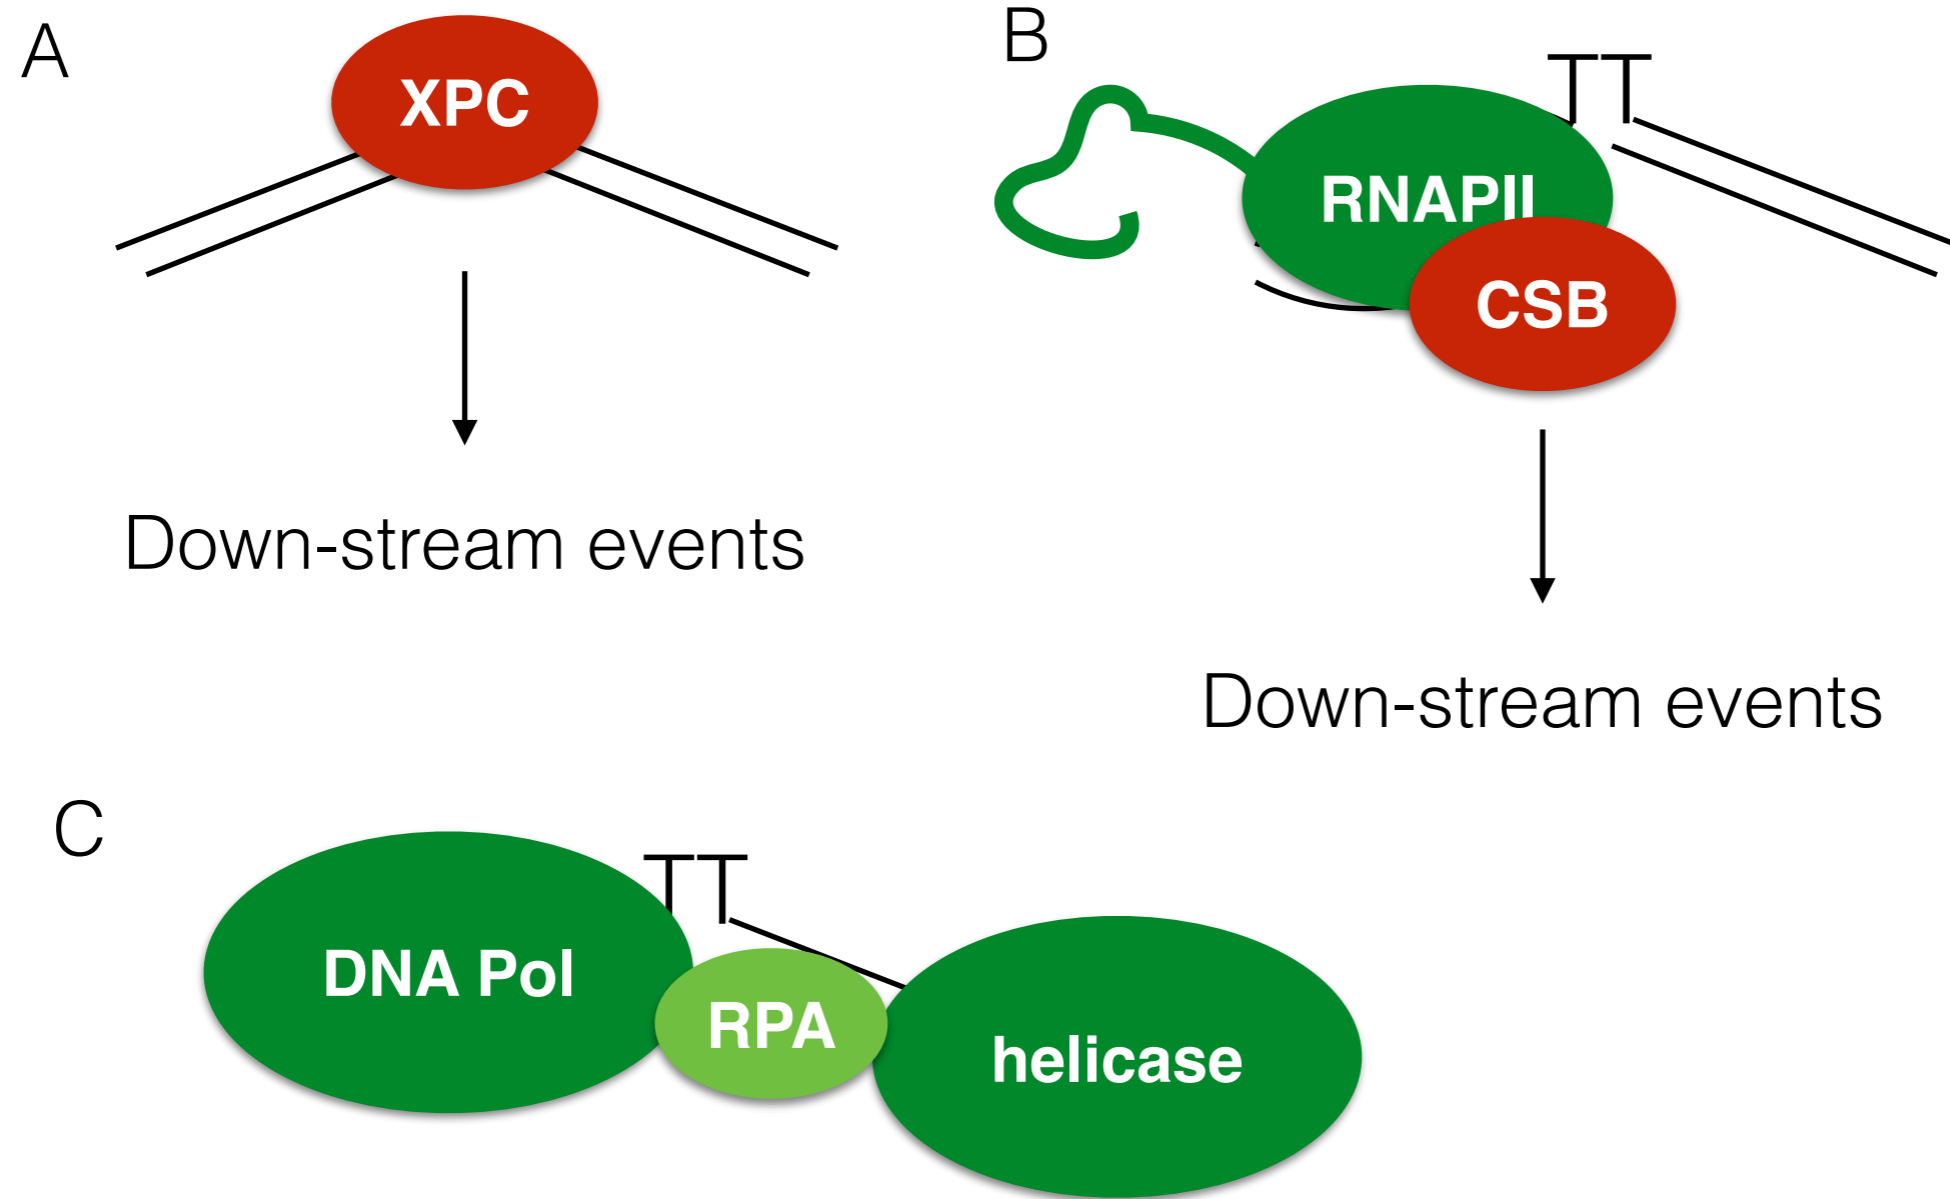 A
XPC
Down-stream events
B
TT
RNAPII
CSB
Down-stream events
C
TT
DNA Pol
RPA
helicase